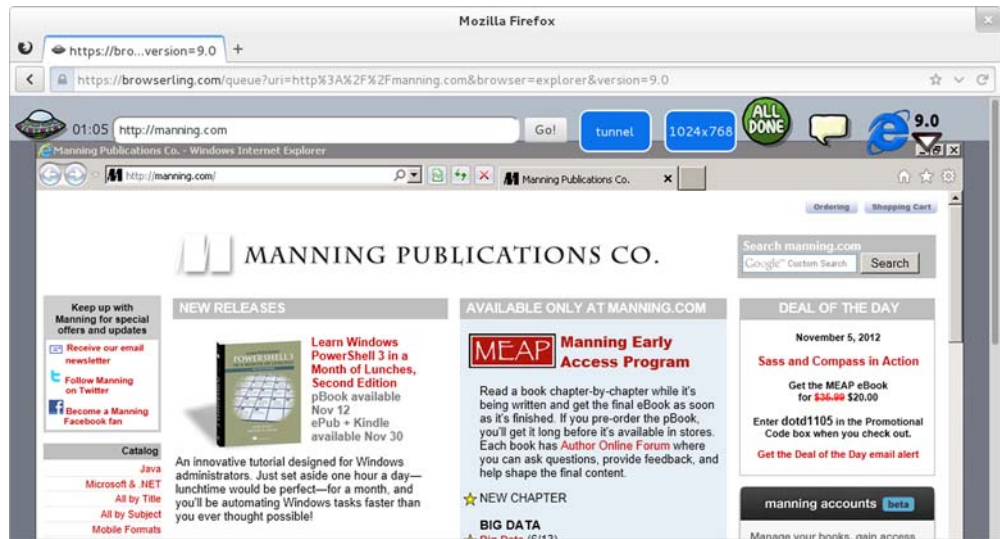 Mozilla Firefox
https://bro...version=9.0
https://browserling.com/queue?uri=http%3A%2F%2Fmanning.com&browser=explorer&version=9.0
01:05 http://manning.com Go! tunnel 1024x768 ALL DONE 9.0
Manning Publications Co. - Windows Internet Explorer
http://manning.com/ Manning Publications Co.
Ordering Shopping Cart
MANNING PUBLICATIONS CO.
Search manning.com
Google™ Custom Search Search
Keep up with
Manning for special
offers and updates
Receive our email
newsletter
Follow Manning
on Twitter
Become a Manning
Facebook fan
Catalog
Java
Microsoft & .NET
All by Title
All by Subject
Mobile Formats
NEW RELEASES
POWERSHELL 3
Learn Windows
PowerShell 3 in a
Month of Lunches,
Second Edition
pBook available
Nov 12
ePub + Kindle
available Nov 30
An innovative tutorial designed for Windows
administrators. Just set aside one hour a day—
lunchtime would be perfect—for a month, and
you'll be automating Windows tasks faster than
you ever thought possible!
AVAILABLE ONLY AT MANNING.COM
MEAP
Manning Early
Access Program
Read a book chapter-by-chapter while it's
being written and get the final eBook as soon
as it's finished. If you pre-order the pBook,
you'll get it long before it's available in stores.
Each book has Author Online Forum where
you can ask questions, provide feedback, and
help shape the final content.
NEW CHAPTER
BIG DATA
Big Data (6/13)
DEAL OF THE DAY
November 5, 2012
Sass and Compass in Action
Get the MEAP eBook
for $35.99 $20.00
Enter dotd1105 in the Promotional
Code box when you check out.
Get the Deal of the Day email alert
manning accounts beta
Manage your books, gain access